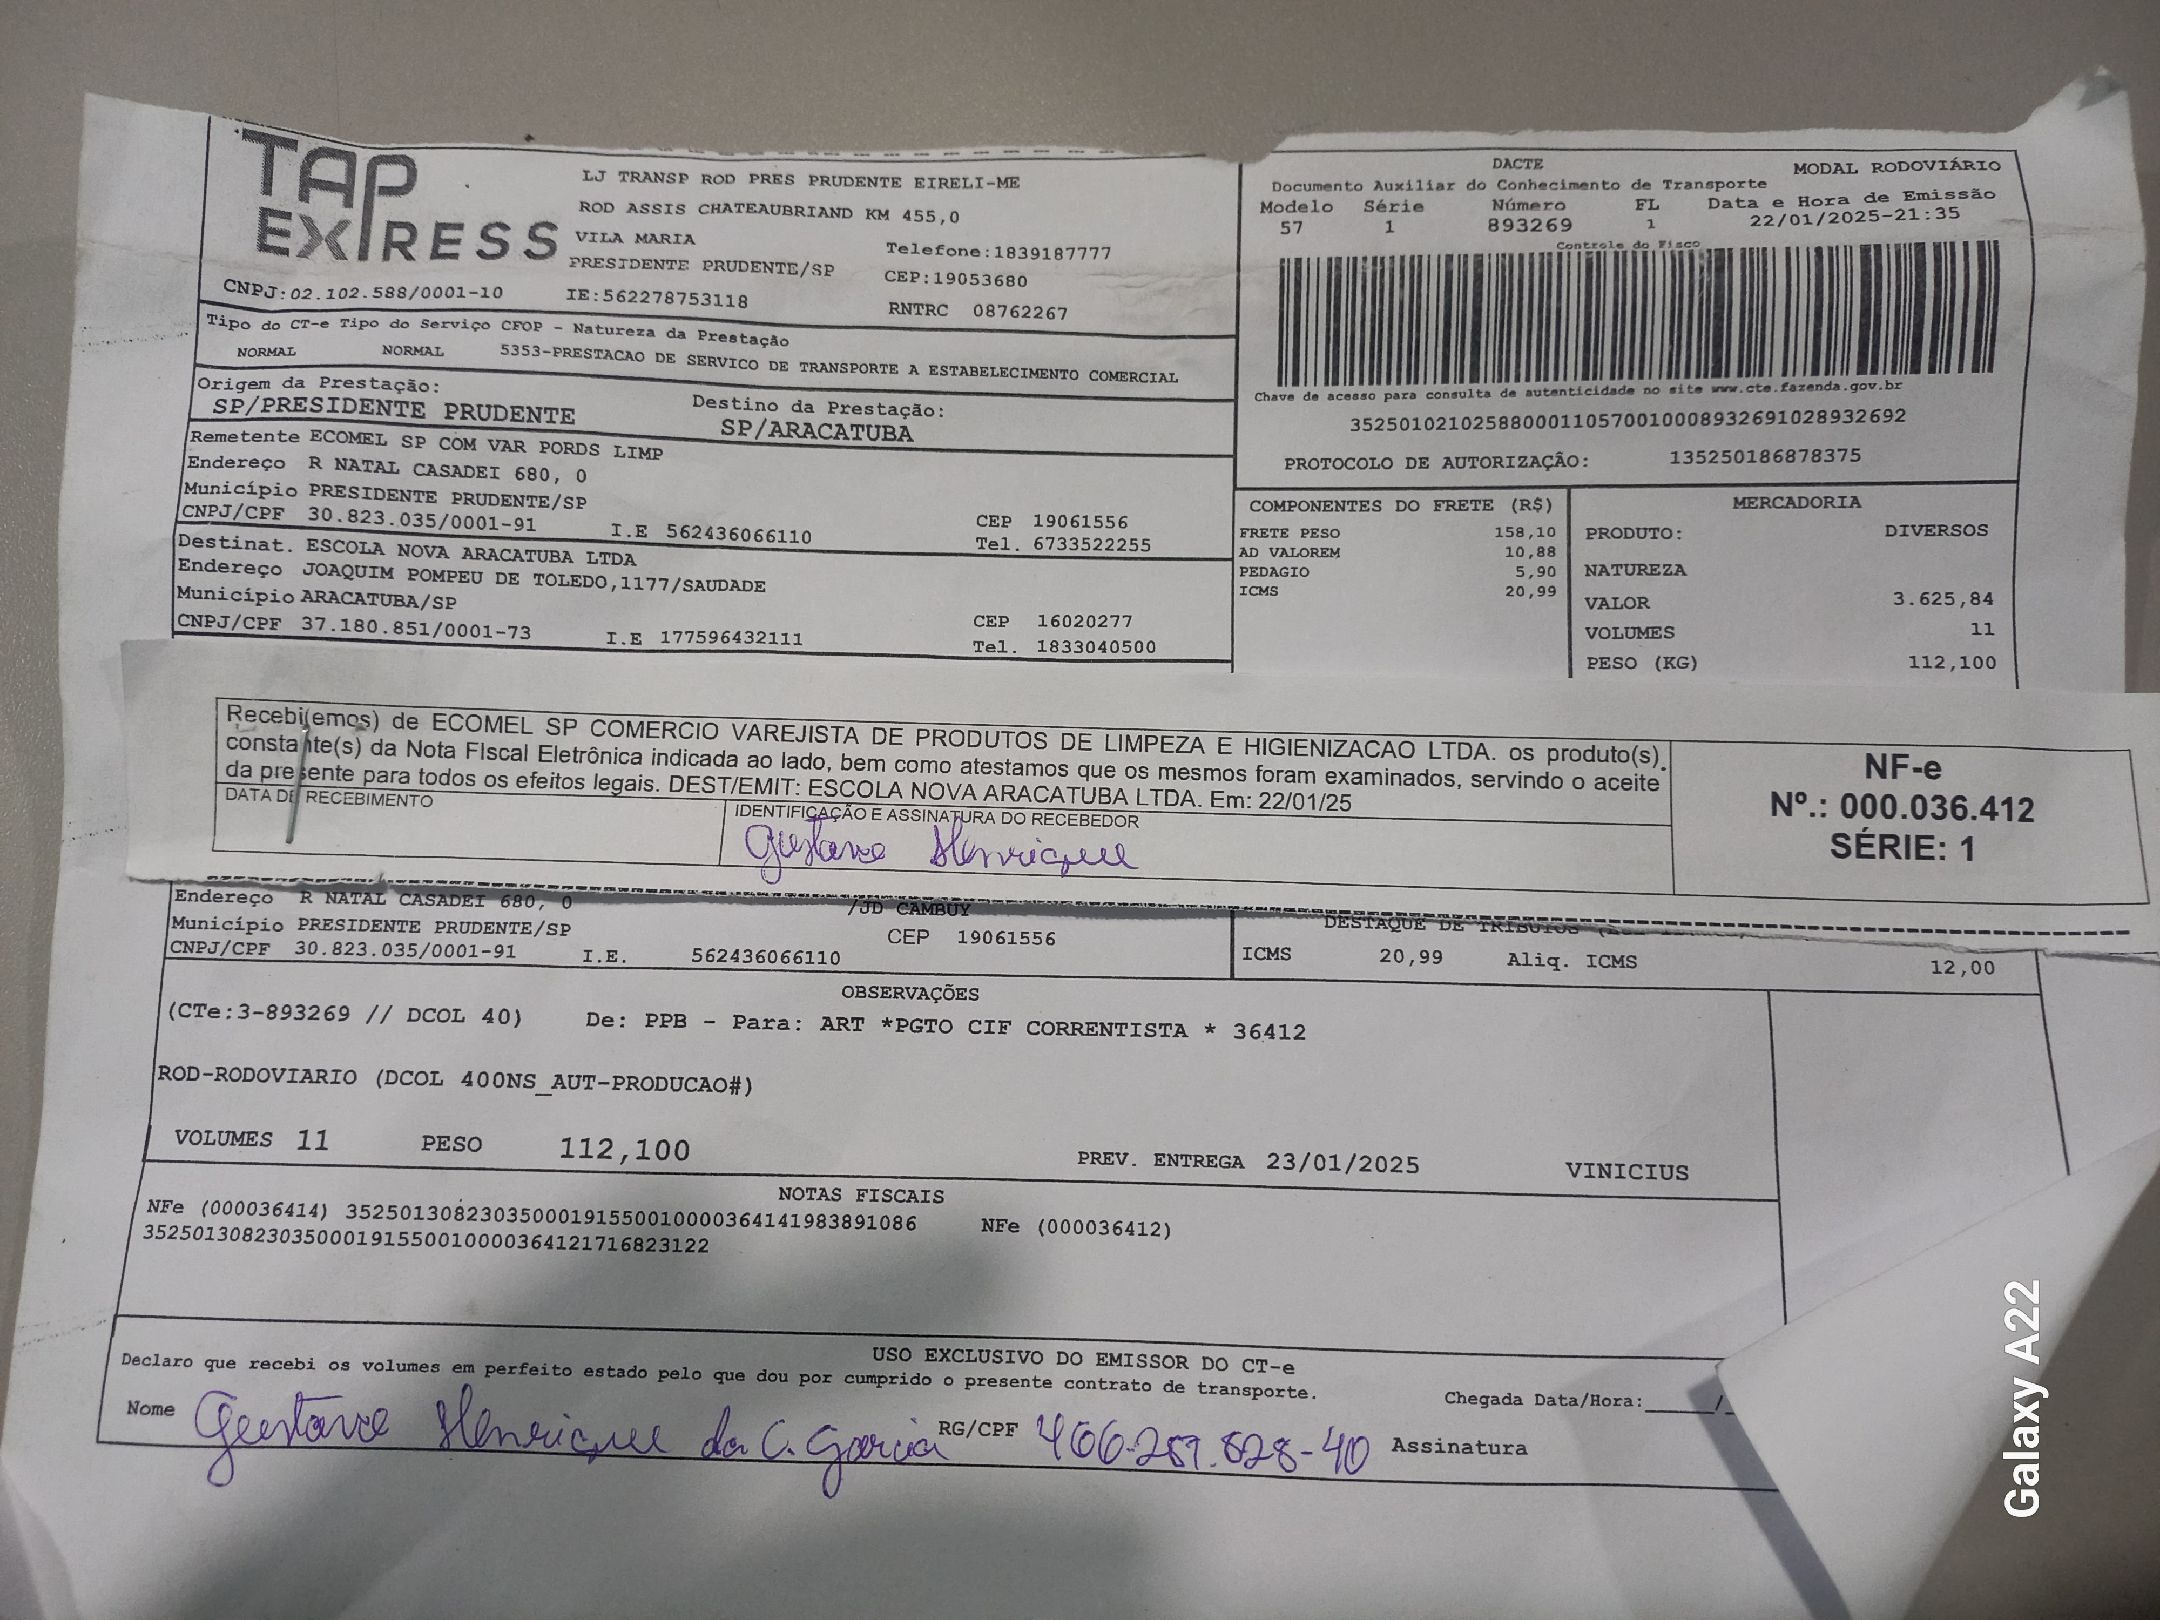 TAP
EXPRESS
LJ TRANSP ROD PRES PRUDENTE EIRELI-ME
ROD ASSIS CHATEAUBRIAND KM 455,0
VILA MARIA
Telefone:1839187777
PRESIDENTE PRUDENTE/SP
CEP:19053680
CNPJ:02.102.588/0001-10 IE:562278753118
RNTRC 08762267
Tipo do CT-e Tipo do Serviço CFOP - Natureza da Prestação
NORMAL NORMAL 5353-PRESTACAO DE SERVICO DE TRANSPORTE A ESTABELECIMENTO COMERCIAL
Origem da Prestação: Destino da Prestação:
SP/PRESIDENTE PRUDENTE SP/ARACATUBA
Remetente ECOMEL SP COM VAR PORDS LIMP
Endereço R NATAL CASADEI 680, 0
Município PRESIDENTE PRUDENTE/SP CEP 19061556
CNPJ/CPF 30.823.035/0001-91 I.E 562436066110 Tel. 6733522255
Destinat. ESCOLA NOVA ARACATUBA LTDA
Endereço JOAQUIM POMPEU DE TOLEDO,1177/SAUDADE
Município ARACATUBA/SP CEP 16020277
CNPJ/CPF 37.180.851/0001-73 I.E 177596432111 Tel. 1833040500
DACTE MODAL RODOVIÁRIO
Documento Auxiliar do Conhecimento de Transporte
Modelo Série Número FL Data e Hora de Emissão
57 1 893269 1 22/01/2025-21:35
Controle do Fisco
Chave de acesso para consulta de autenticidade no site www.cte.fazenda.gov.br
35250102102588000110570010008932691028932692
PROTOCOLO DE AUTORIZAÇÃO: 135250186878375
COMPONENTES DO FRETE (R$)
FRETE PESO 158,10
AD VALOREM 10,88
PEDAGIO 5,90
ICMS 20,99
MERCADORIA
PRODUTO: DIVERSOS
NATUREZA
VALOR 3.625,84
VOLUMES 11
PESO (KG) 112,100
Recebi(emos) de ECOMEL SP COMERCIO VAREJISTA DE PRODUTOS DE LIMPEZA E HIGIENIZACAO LTDA. os produto(s),
constante(s) da Nota FIscal Eletrônica indicada ao lado, bem como atestamos que os mesmos foram examinados, servindo o aceite
da presente para todos os efeitos legais. DEST/EMIT: ESCOLA NOVA ARACATUBA LTDA. Em: 22/01/25
DATA DE RECEBIMENTO IDENTIFICAÇÃO E ASSINATURA DO RECEBEDOR
Gustavo Henrique
NF-e
Nº.: 000.036.412
SÉRIE: 1
Endereço R NATAL CASADEI 680, 0 /JD CAMBUY
Município PRESIDENTE PRUDENTE/SP CEP 19061556
CNPJ/CPF 30.823.035/0001-91 I.E. 562436066110
DESTAQUE DE TRIBUTOS
ICMS 20,99 Aliq. ICMS 12,00
OBSERVAÇÕES
(CTe:3-893269 // DCOL 40) De: PPB - Para: ART *PGTO CIF CORRENTISTA * 36412
ROD-RODOVIARIO (DCOL 400NS_AUT-PRODUCAO#)
VOLUMES 11 PESO 112,100 PREV. ENTREGA 23/01/2025 VINICIUS
NOTAS FISCAIS
NFe (000036414) 35250130823035000191550010000364141983891086 NFe (000036412)
35250130823035000191550010000364121716823122
USO EXCLUSIVO DO EMISSOR DO CT-e
Declaro que recebi os volumes em perfeito estado pelo que dou por cumprido o presente contrato de transporte.
Chegada Data/Hora:_____/_
Nome Gustavo Henrique da C. Garcia RG/CPF 466.289.828-40 Assinatura
Galaxy A22